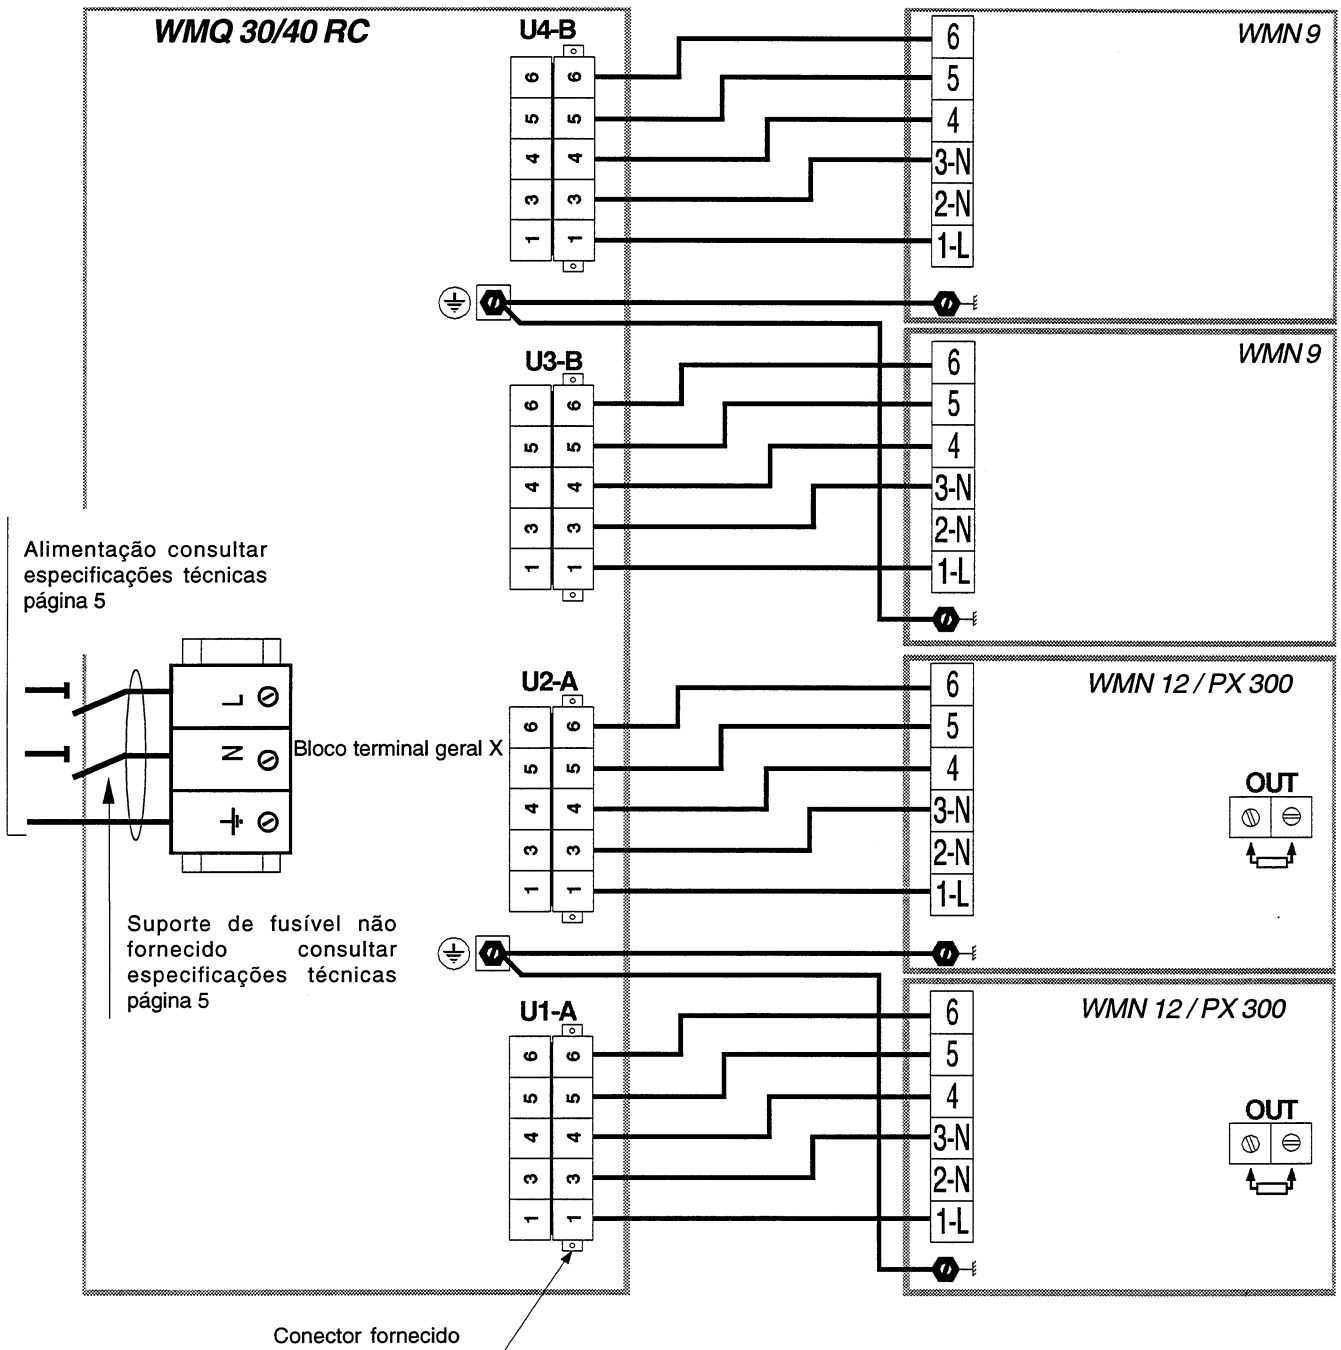 WMQ 30/40 RC
U4-B
WMN 9
6 6
5 5
4 4
3 3
1 1
6
5
4
3-N
2-N
1-L
U3-B
WMN 9
6 6
5 5
4 4
3 3
1 1
6
5
4
3-N
2-N
1-L
Alimentação consultar
especificações técnicas
página 5
L
N
Bloco terminal geral X
Suporte de fusível não
fornecido consultar
especificações técnicas
página 5
U2-A
WMN 12 / PX 300
6 6
5 5
4 4
3 3
1 1
6
5
4
3-N
2-N
1-L
OUT
U1-A
WMN 12 / PX 300
6 6
5 5
4 4
3 3
1 1
6
5
4
3-N
2-N
1-L
OUT
Conector fornecido